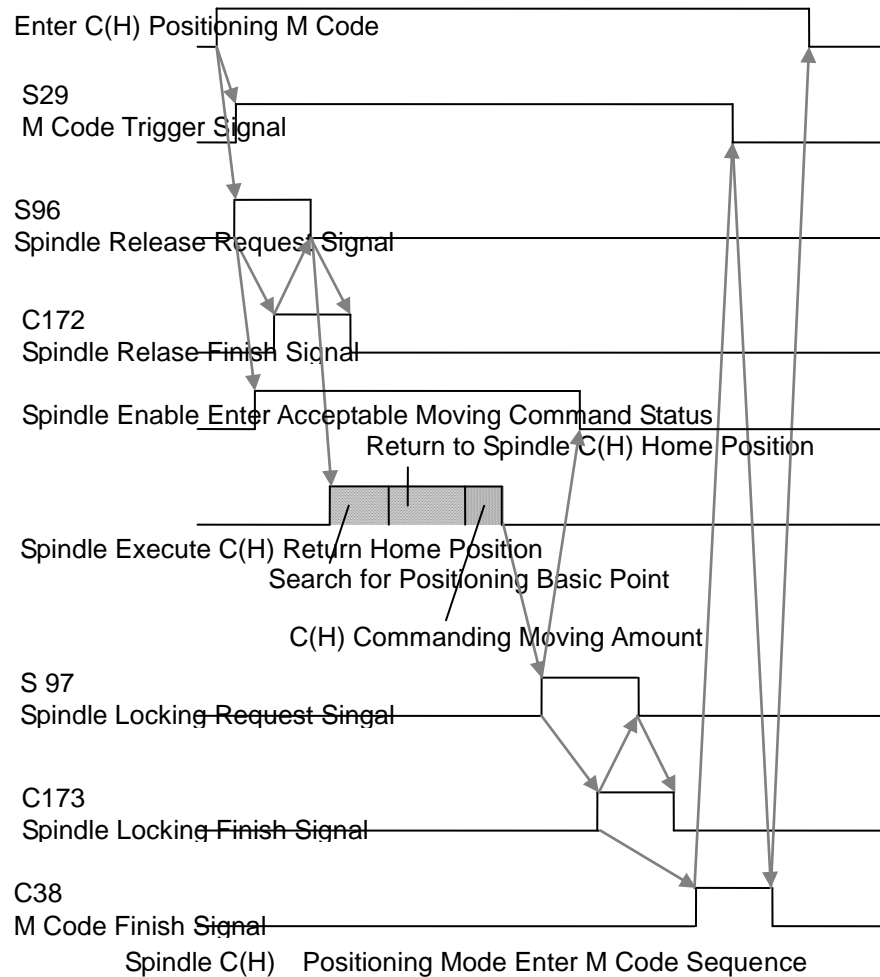 Enter C(H) Positioning M Code
S29
M Code Trigger Signal
S96
Spindle Release Request Signal
C172
Spindle Relase Finish Signal
Spindle Enable Enter Acceptable Moving Command Status
Return to Spindle C(H) Home Position
Spindle Execute C(H) Return Home Position
Search for Positioning Basic Point
C(H) Commanding Moving Amount
S 97
Spindle Locking Request Singal
C173
Spindle Locking Finish Signal
C38
M Code Finish Signal
Spindle C(H) Positioning Mode Enter M Code Sequence